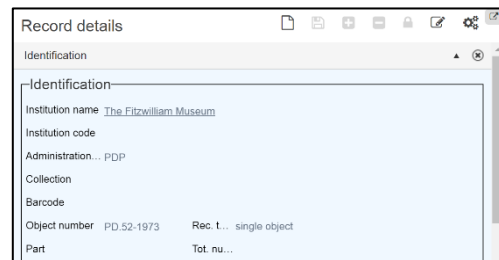 Record details
Identification
Identification
Institution name The Fitzwilliam Museum
Institution code
Administration... PDP
Collection
Barcode
Object number PD.52-1973 Rec. t... single object
Part Tot. nu...